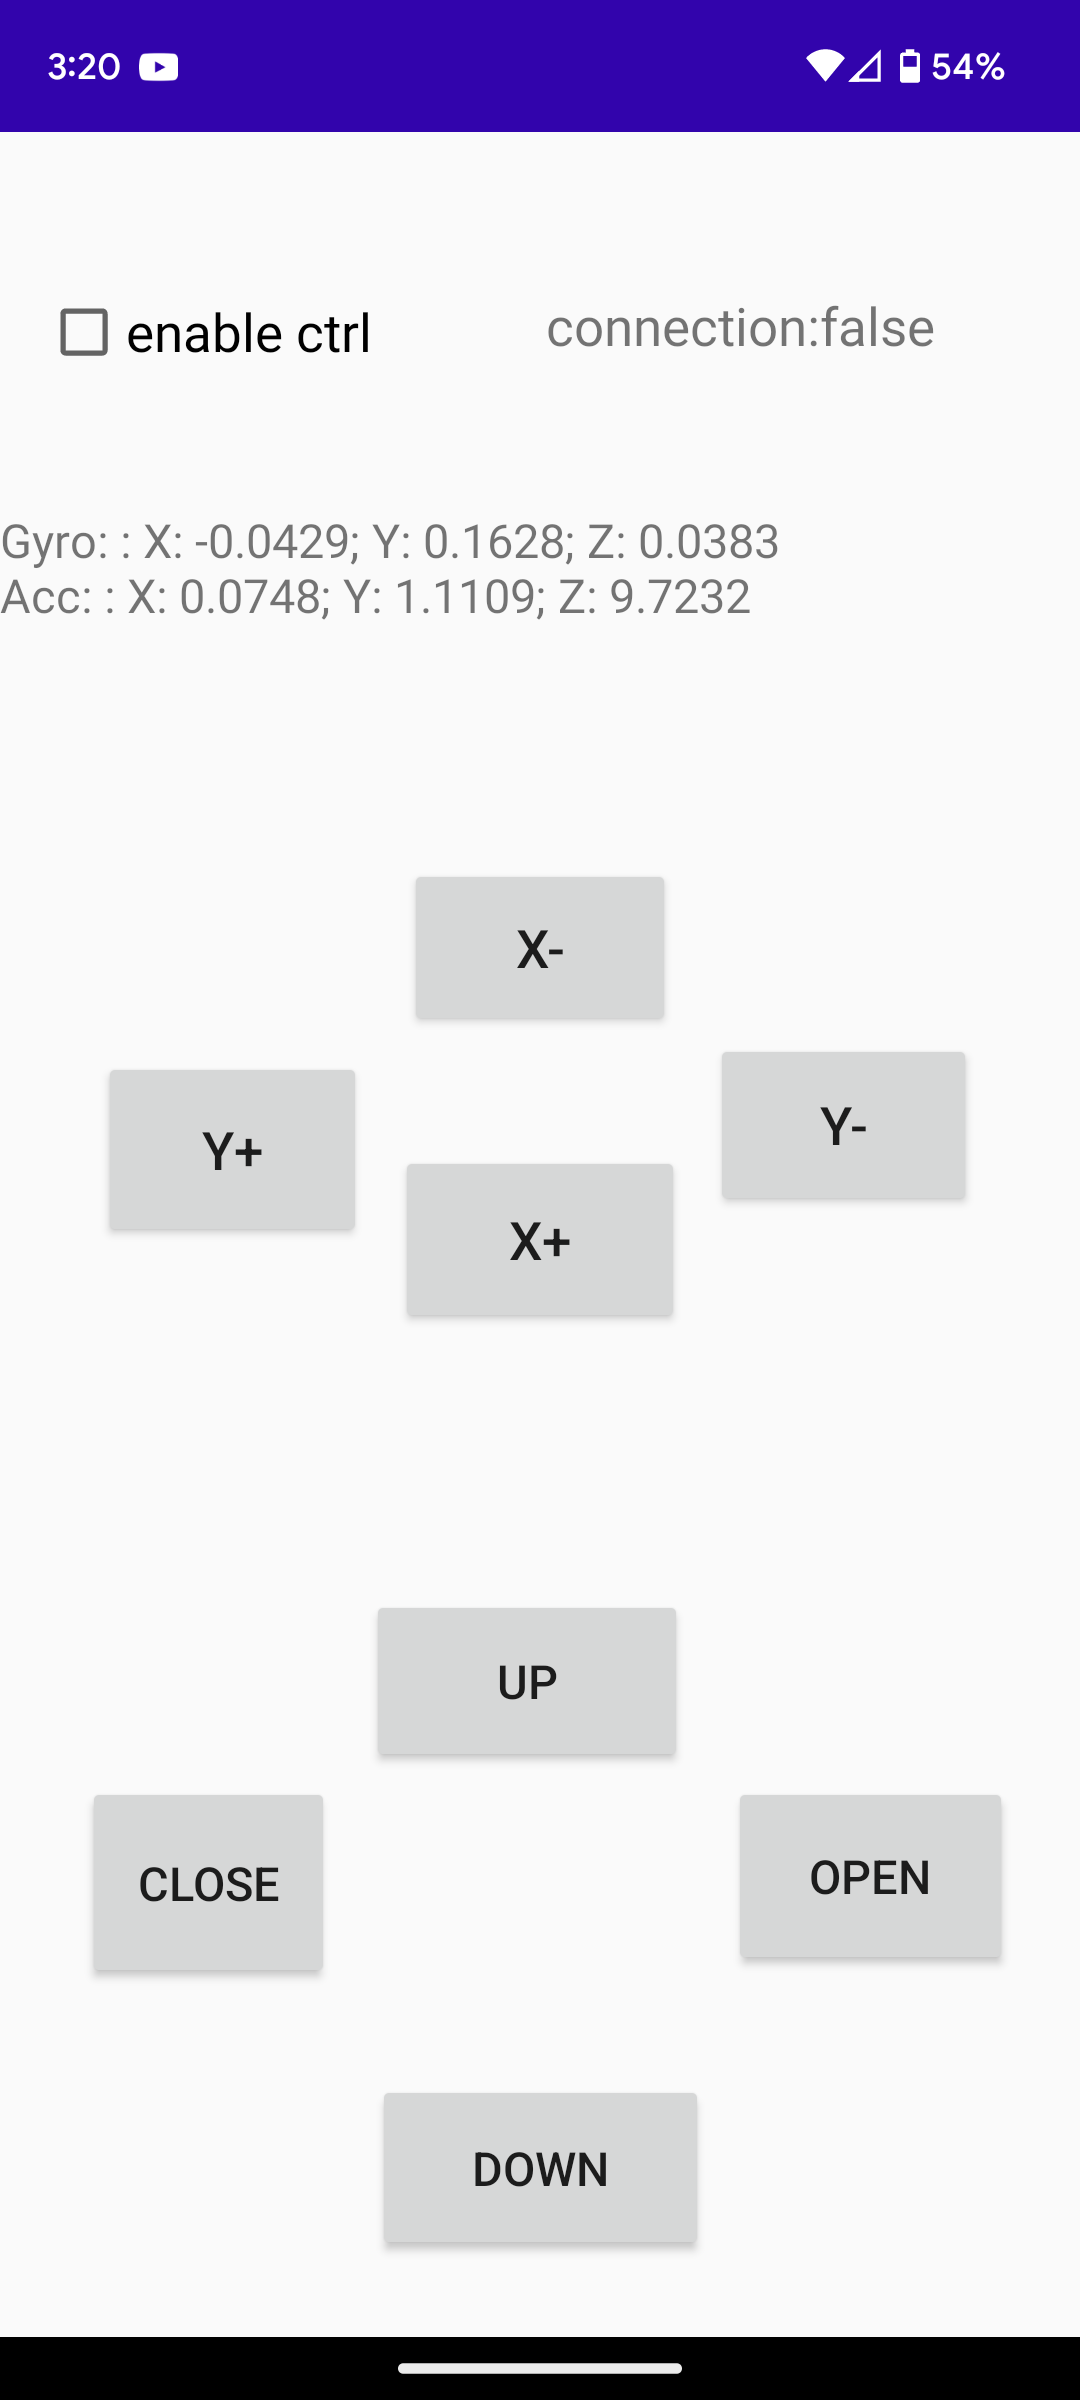 3:20 54%
enable ctrl connection:false
Gyro: : X: -0.0429; Y: 0.1628; Z: 0.0383
Acc: : X: 0.0748; Y: 1.1109; Z: 9.7232
X-
Y+ Y-
X+
UP
CLOSE OPEN
DOWN